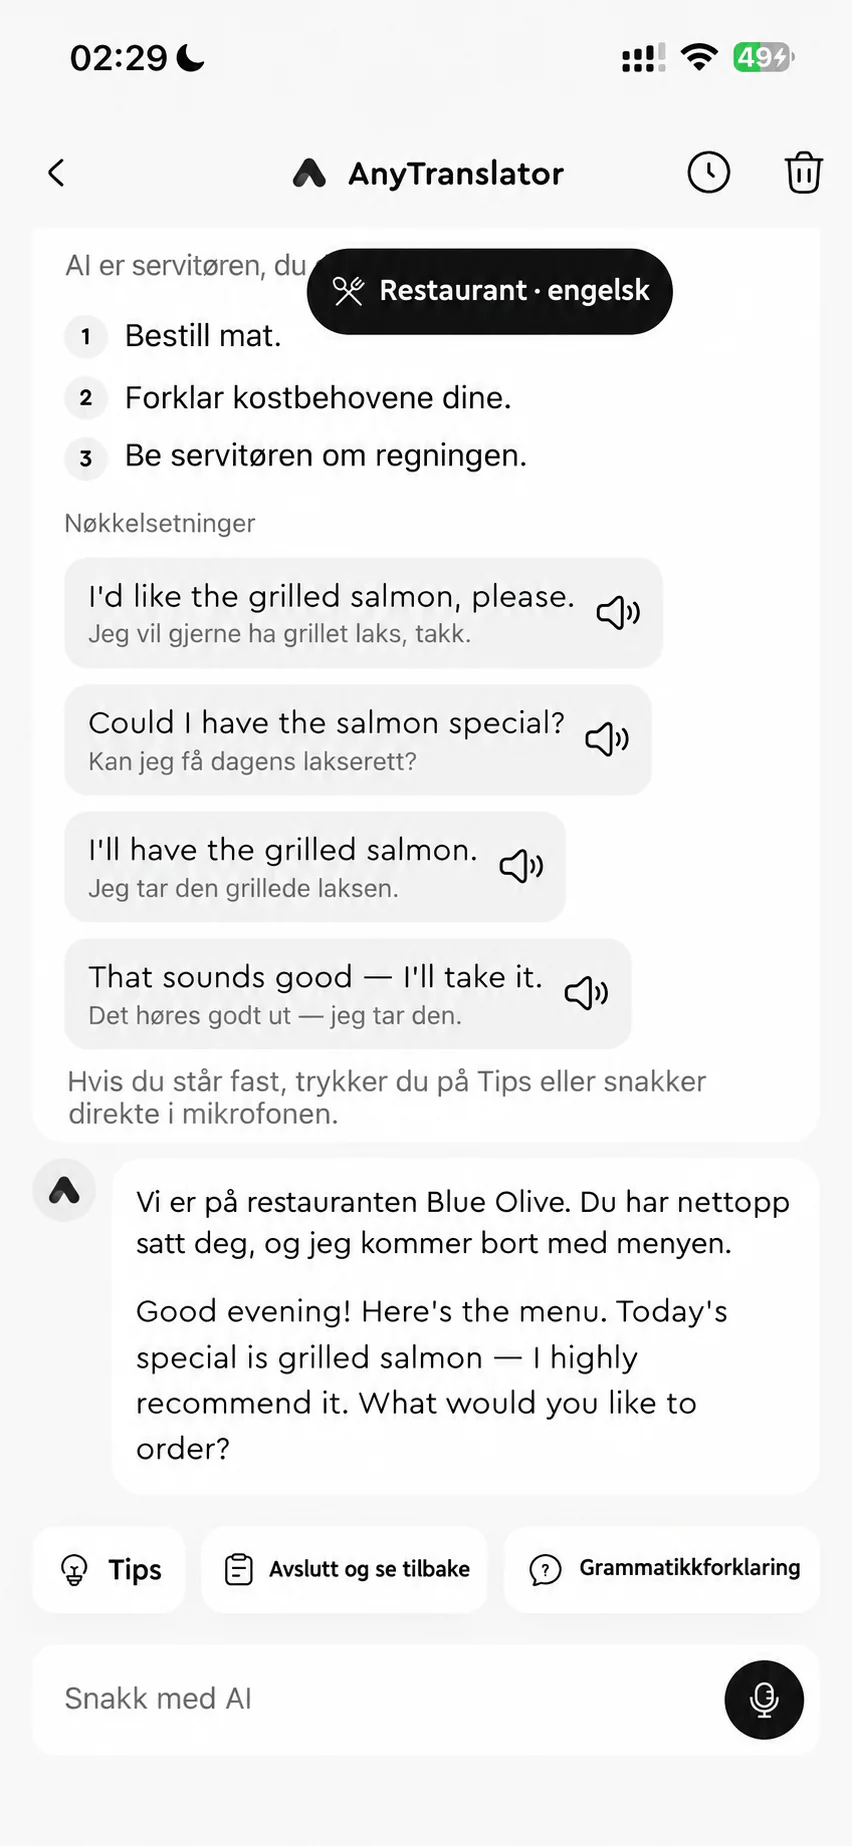 02:29
49
AnyTranslator
AI er servitøren, du
Restaurant · engelsk
1 Bestill mat.
2 Forklar kostbehovene dine.
3 Be servitøren om regningen.
Nøkkelsetninger
I'd like the grilled salmon, please.
Jeg vil gjerne ha grillet laks, takk.
Could I have the salmon special?
Kan jeg få dagens lakserett?
I'll have the grilled salmon.
Jeg tar den grillede laksen.
That sounds good — I'll take it.
Det høres godt ut — jeg tar den.
Hvis du står fast, trykker du på Tips eller snakker
direkte i mikrofonen.
Vi er på restauranten Blue Olive. Du har nettopp
satt deg, og jeg kommer bort med menyen.
Good evening! Here's the menu. Today's
special is grilled salmon — I highly
recommend it. What would you like to
order?
Tips
Avslutt og se tilbake
Grammatikkforklaring
Snakk med AI